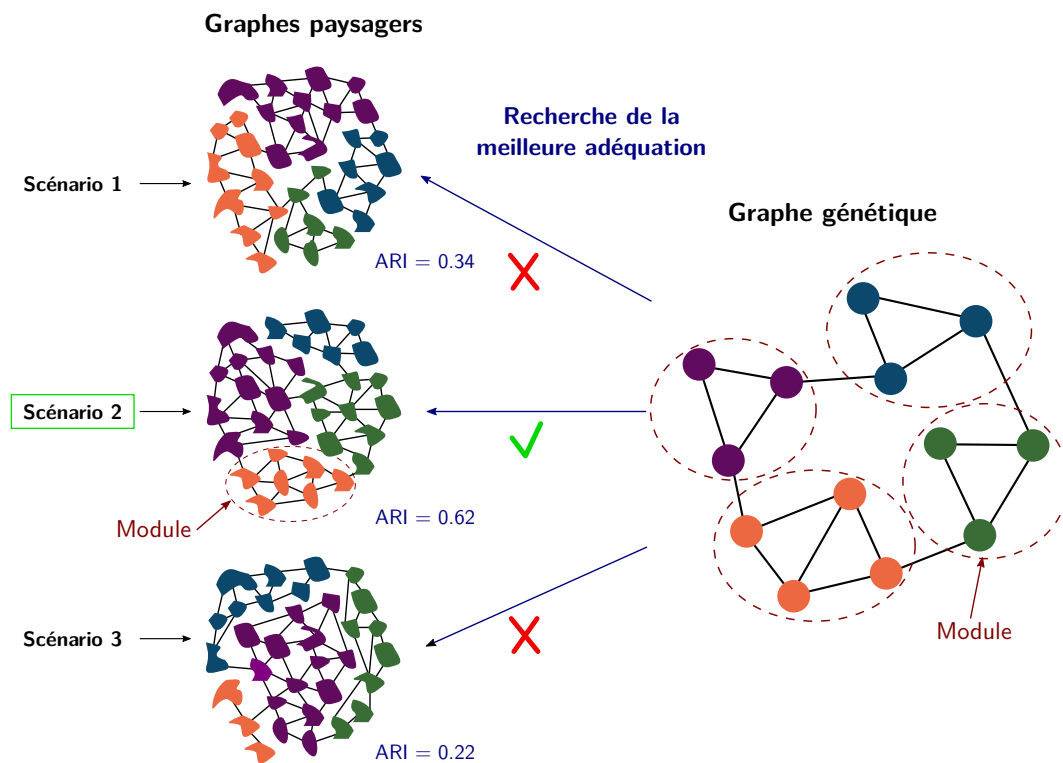 Graphes paysagers
Recherche de la
meilleure adéquation
Scénario 1
Graphe génétique
ARI = 0.34
Scénario 2
ARI = 0.62
Module
Module
Scénario 3
ARI = 0.22